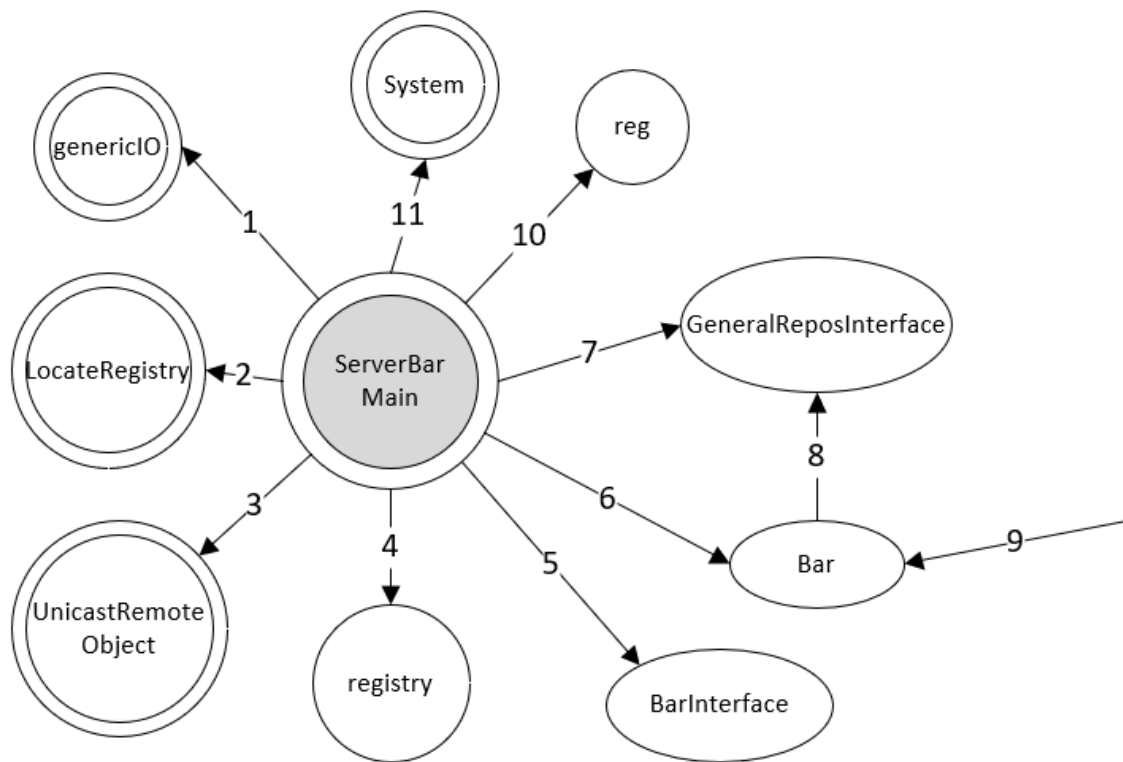 System
reg
genericIO
1
11
10
GeneralReposInterface
LocateRegistry
2
ServerBar
Main
7
8
3
6
9
4
5
Bar
UnicastRemote
Object
registry
BarInterface